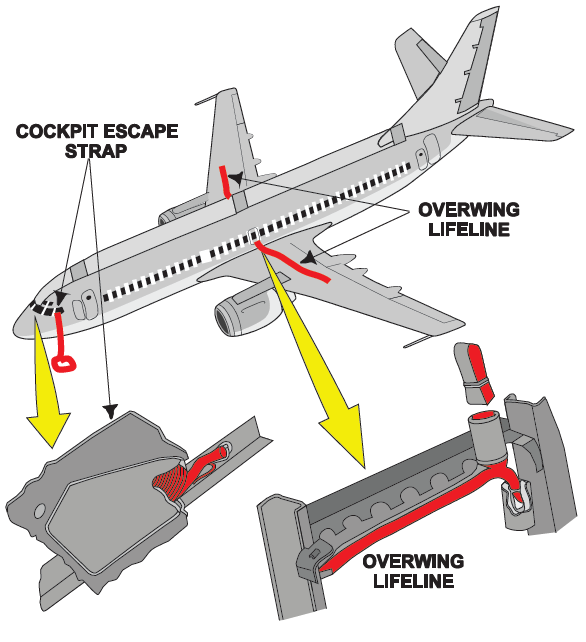 COCKPIT ESCAPE
STRAP
OVERWING
LIFELINE
OVERWING
LIFELINE